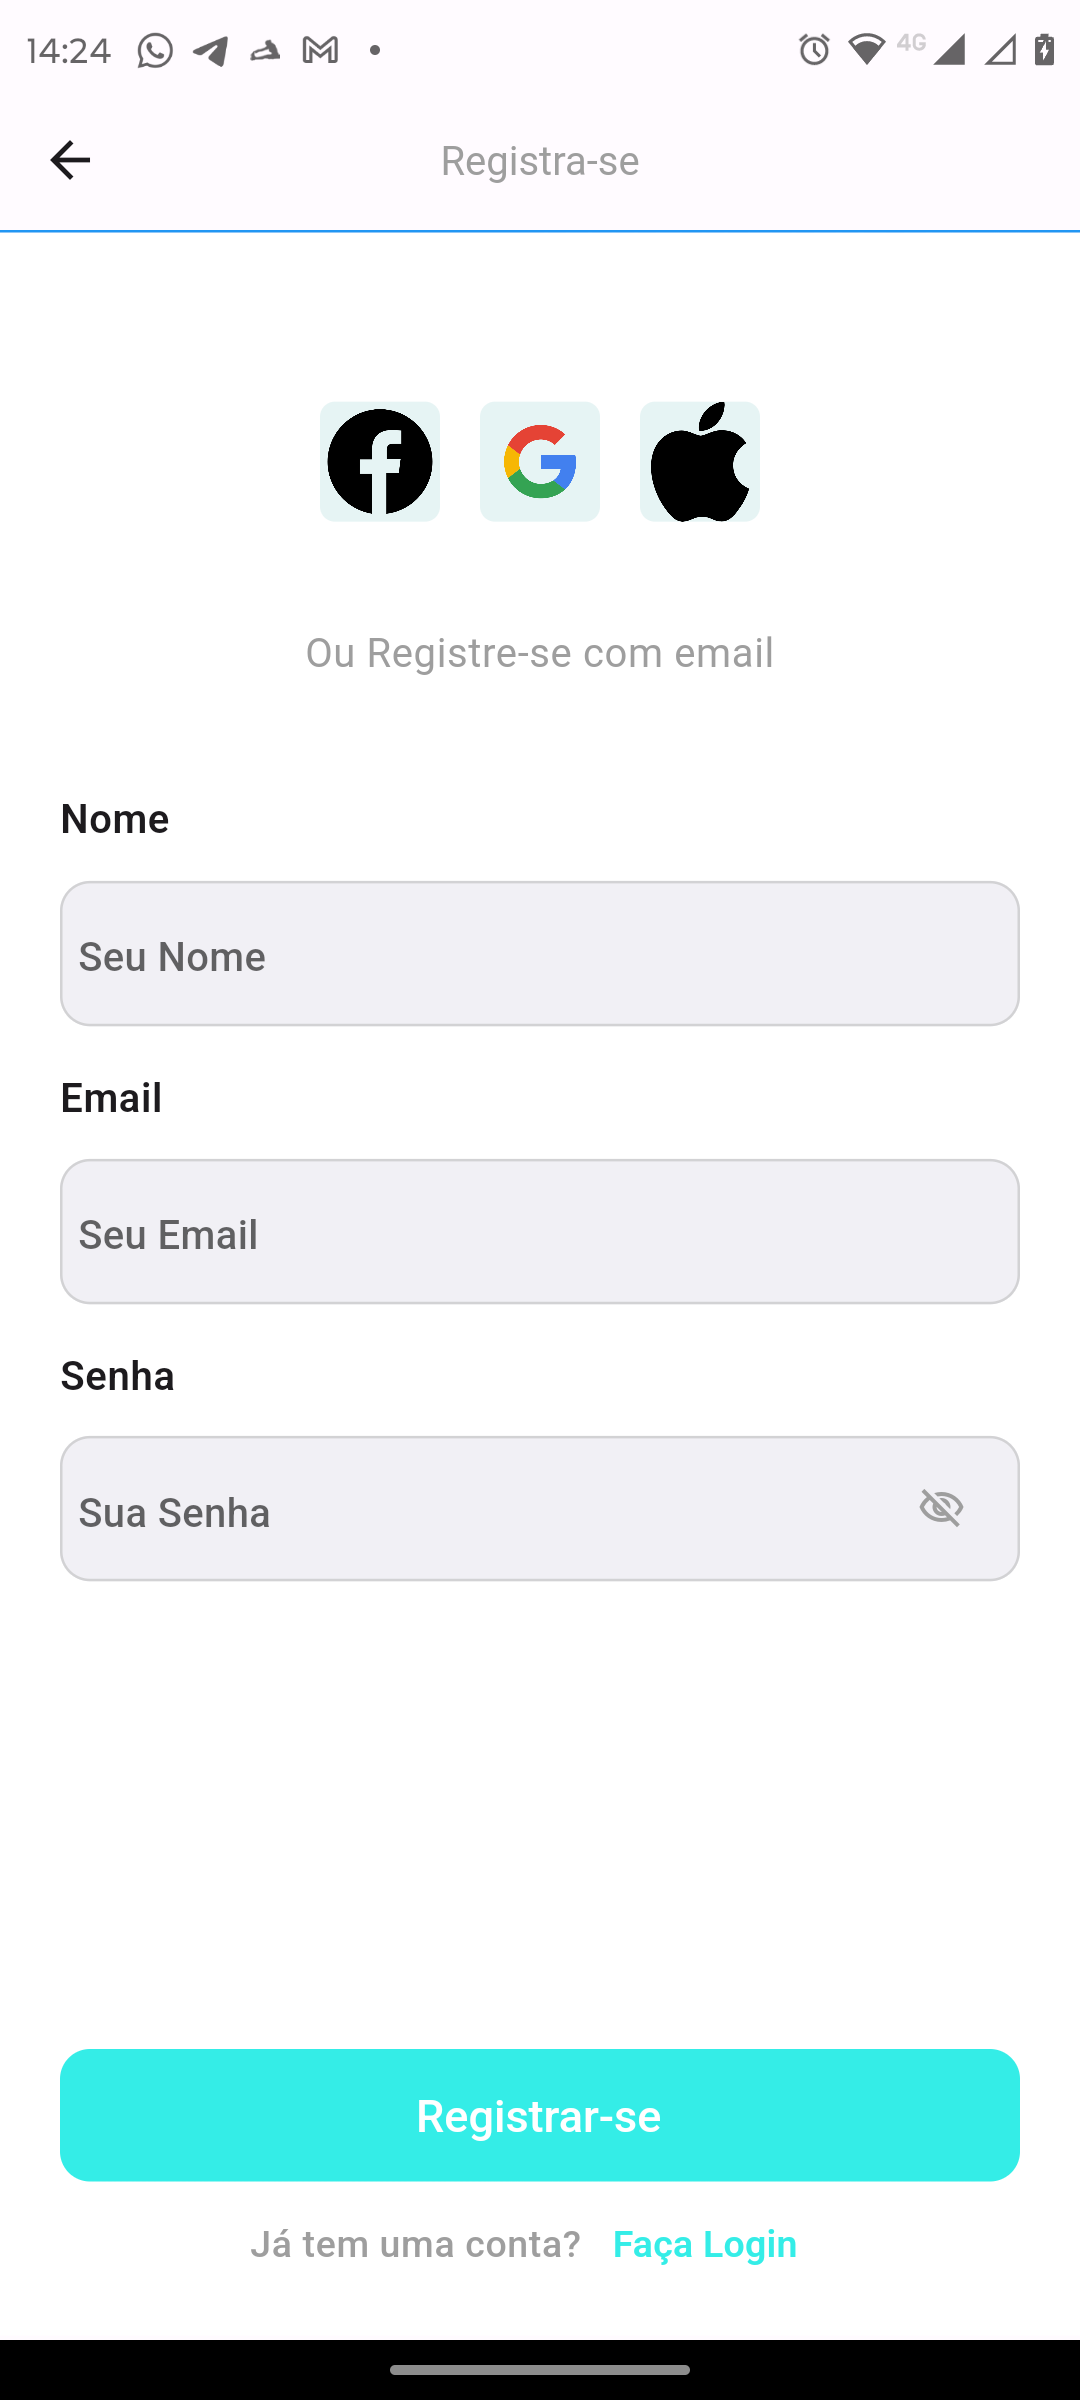 14:24
4G
Registra-se
Ou Registre-se com email
Nome
Seu Nome
Email
Seu Email
Senha
Sua Senha
Registrar-se
Já tem uma conta? Faça Login